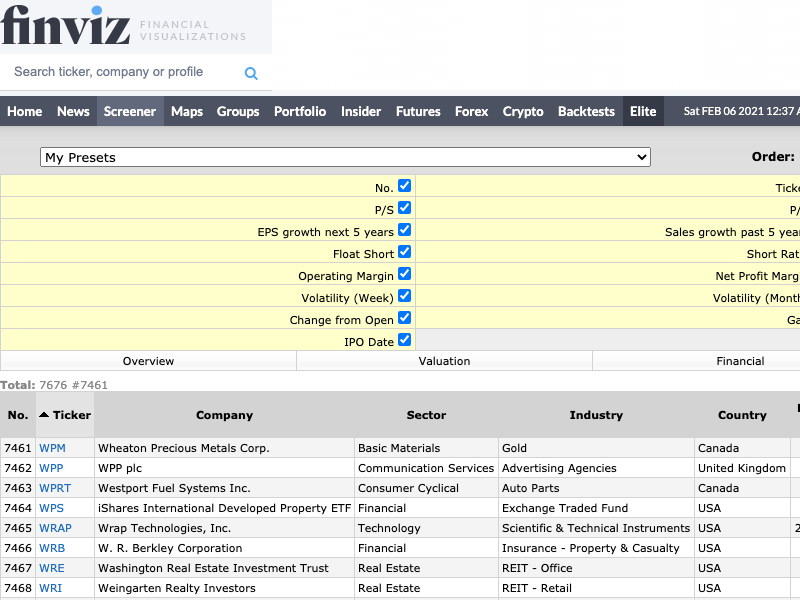 finviz FINANCIAL
VISUALIZATIONS
Search ticker, company or profile
Home News Screener Maps Groups Portfolio Insider Futures Forex Crypto Backtests Elite Sat FEB 06 2021 12:37 A
My Presets Order:
No. Ticke
P/S P/
EPS growth next 5 years Sales growth past 5 year
Float Short Short Rat
Operating Margin Net Profit Marg
Volatility (Week) Volatility (Month
Change from Open Ga
IPO Date
Overview Valuation Financial
Total: 7676 #7461
No. Ticker Company Sector Industry Country
7461 WPM Wheaton Precious Metals Corp. Basic Materials Gold Canada
7462 WPP WPP plc Communication Services Advertising Agencies United Kingdom
7463 WPRT Westport Fuel Systems Inc. Consumer Cyclical Auto Parts Canada
7464 WPS iShares International Developed Property ETF Financial Exchange Traded Fund USA
7465 WRAP Wrap Technologies, Inc. Technology Scientific & Technical Instruments USA 2
7466 WRB W. R. Berkley Corporation Financial Insurance - Property & Casualty USA
7467 WRE Washington Real Estate Investment Trust Real Estate REIT - Office USA
7468 WRI Weingarten Realty Investors Real Estate REIT - Retail USA